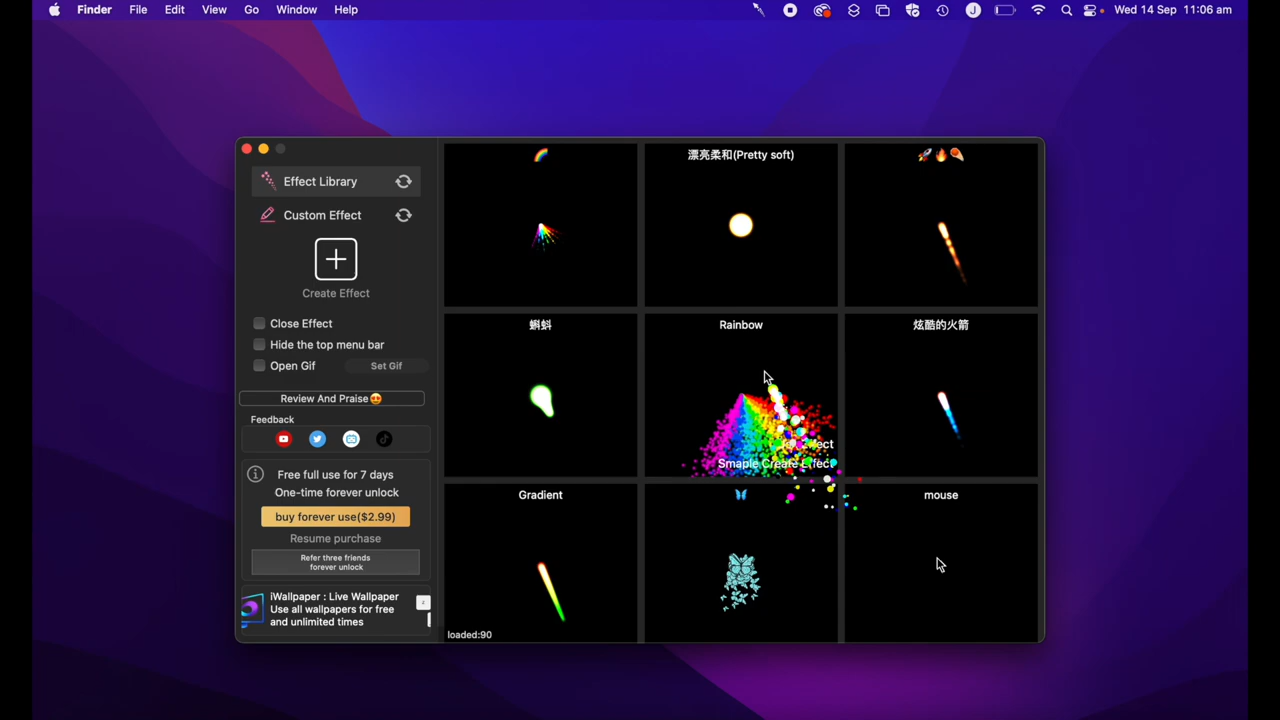 Finder File Edit View Go Window Help
J Wed 14 Sep 11:06 am
Effect Library
Custom Effect
Create Effect
Close Effect
Hide the top menu bar
Open Gif Set Gif
Review And Praise😍
Feedback
Free full use for 7 days
One-time forever unlock
buy forever use($2.99)
Resume purchase
Refer three friends
forever unlock
iWallpaper : Live Wallpaper
Use all wallpapers for free
and unlimited times
🌈
漂亮柔和(Pretty soft)
🚀🔥☄️
蝌蚪
Rainbow
炫酷的火箭
Effect
Smaple Create Effect
Gradient
🦋
mouse
loaded:90